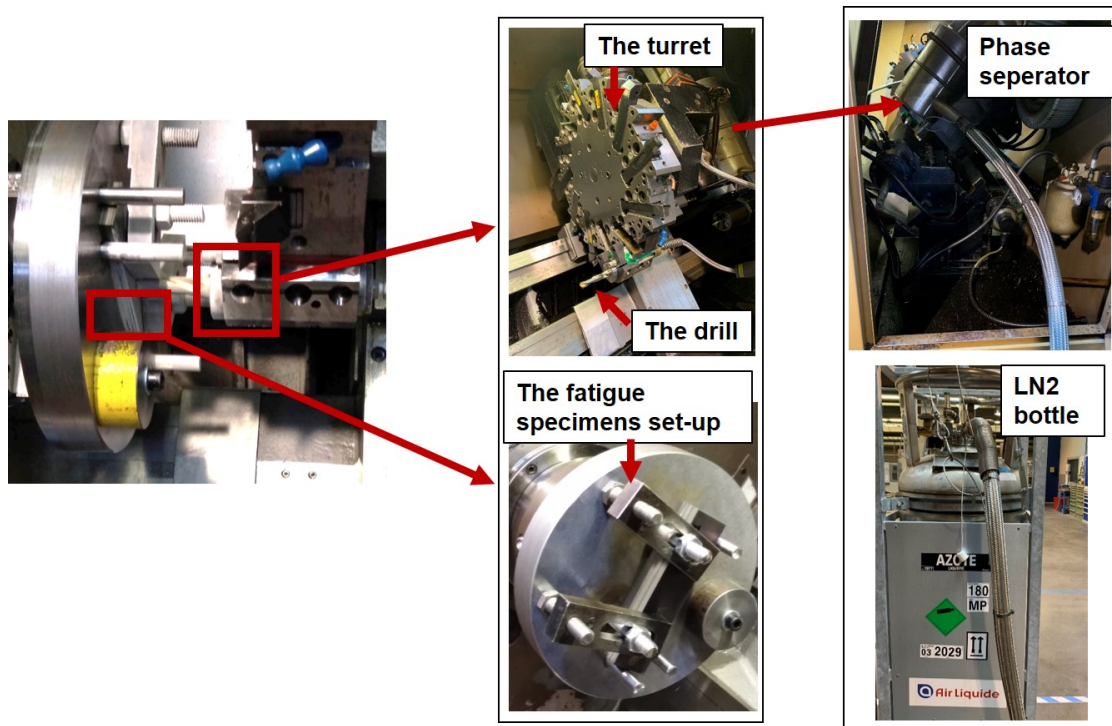 The turret
Phase
seperator
The drill
The fatigue
specimens set-up
LN2
bottle
AZOTE
180
MP
03 2029
Air Liquide